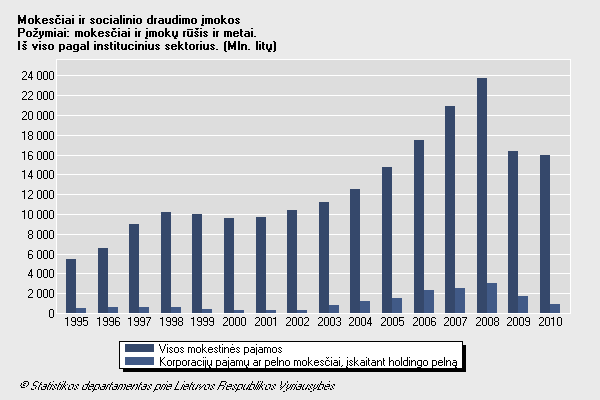 Mokesčiai ir socialinio draudimo įmokos
Požymiai: mokesčiai ir įmokų rūšis ir metai.
Iš viso pagal institucinius sektorius. (Mln. litų)
24 000
22 000
20 000
18 000
16 000
14 000
12 000
10 000
8 000
6 000
4 000
2 000
0
1995 1996 1997 1998 1999 2000 2001 2002 2003 2004 2005 2006 2007 2008 2009 2010
Visos mokestinės pajamos
Korporacijų pajamų ar pelno mokesčiai, įskaitant holdingo pelną
© Statistikos departamentas prie Lietuvos Respublikos Vyriausybės